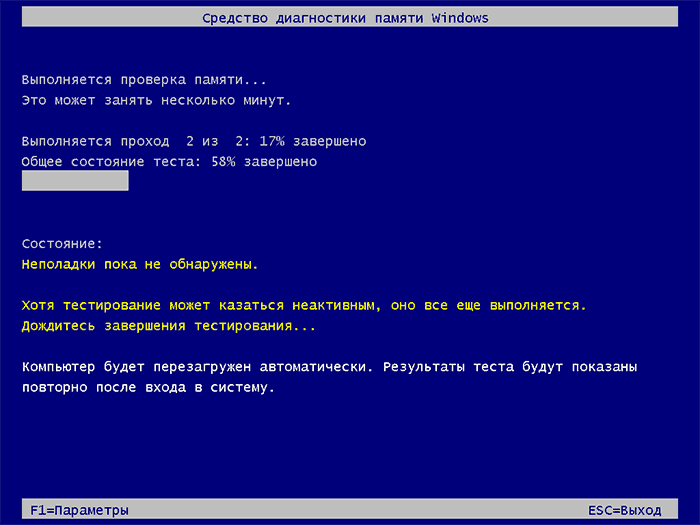 Средство диагностики памяти Windows
Выполняется проверка памяти...
Это может занять несколько минут.
Выполняется проход  2 из  2: 17% завершено
Общее состояние теста: 58% завершено
Состояние:
Неполадки пока не обнаружены.
Хотя тестирование может казаться неактивным, оно все еще выполняется.
Дождитесь завершения тестирования...
Компьютер будет перезагружен автоматически. Результаты теста будут показаны
повторно после входа в систему.
F1=Параметры ESC=Выход